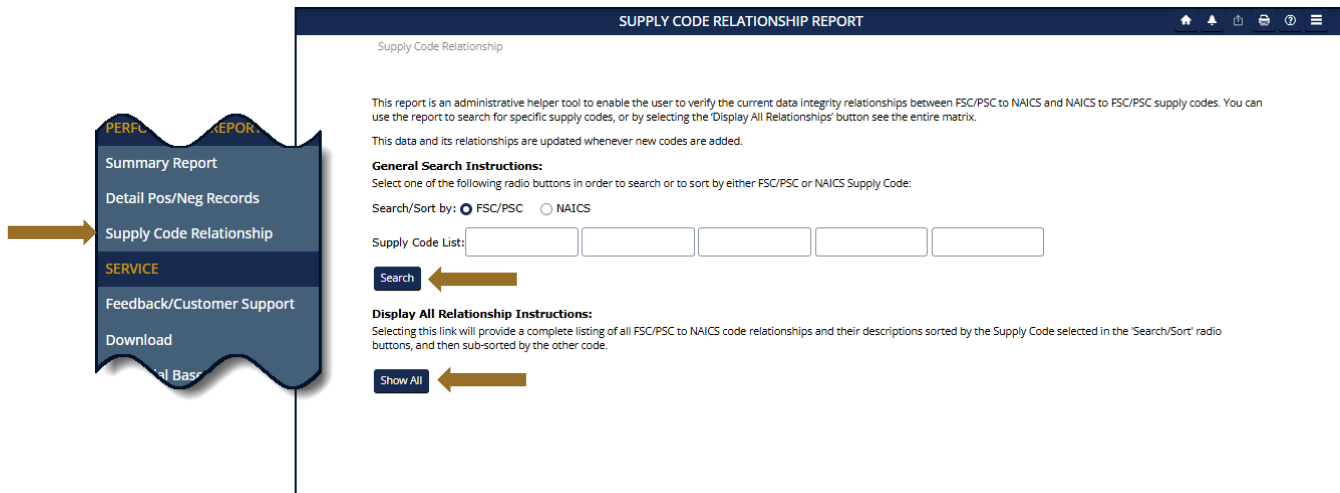 SUPPLY CODE RELATIONSHIP REPORT
Supply Code Relationship
This report is an administrative helper tool to enable the user to verify the current data integrity relationships between FSC/PSC to NAICS and NAICS to FSC/PSC supply codes. You can
use the report to search for specific supply codes, or by selecting the 'Display All Relationships' button see the entire matrix.
This data and its relationships are updated whenever new codes are added.
General Search Instructions:
Select one of the following radio buttons in order to search or to sort by either FSC/PSC or NAICS Supply Code:
Search/Sort by: FSC/PSC NAICS
Supply Code List:
Search
Display All Relationship Instructions:
Selecting this link will provide a complete listing of all FSC/PSC to NAICS code relationships and their descriptions sorted by the Supply Code selected in the 'Search/Sort' radio
buttons, and then sub-sorted by the other code.
Show All
Summary Report
Detail Pos/Neg Records
Supply Code Relationship
SERVICE
Feedback/Customer Support
Download